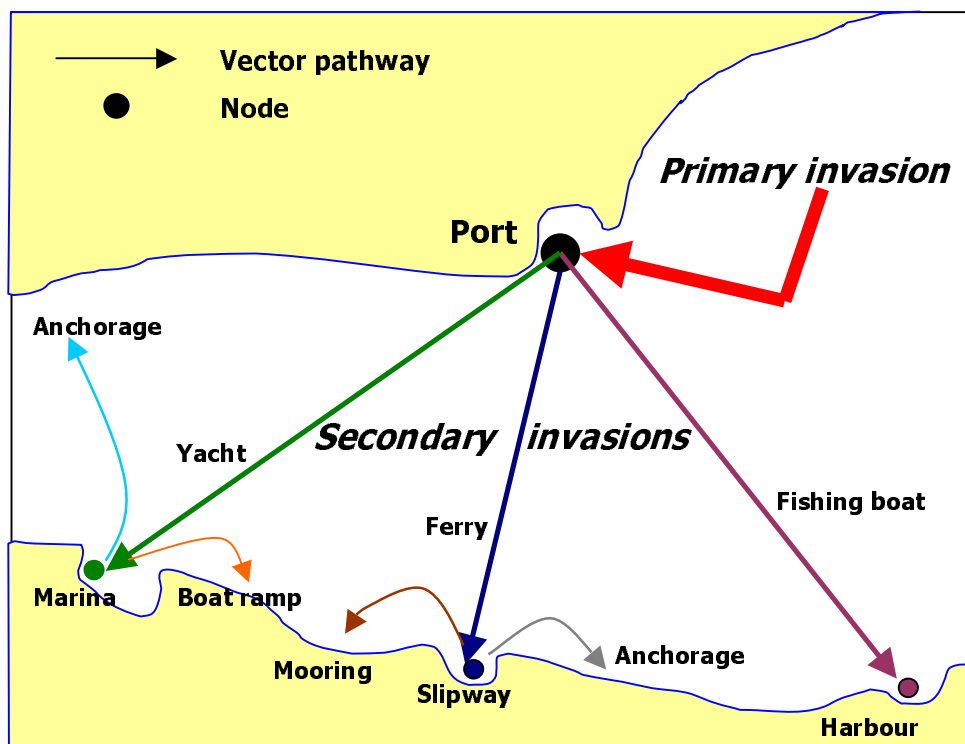 Vector pathway
Node
Primary invasion
Port
Anchorage
Secondary invasions
Yacht
Fishing boat
Ferry
Marina
Boat ramp
Mooring
Anchorage
Slipway
Harbour